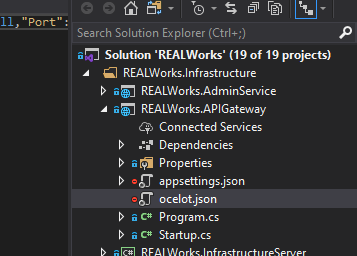 ll,"Port":
Search Solution Explorer (Ctrl+;)
Solution 'REALWorks' (19 of 19 projects)
REALWorks.Infrastructure
REALWorks.AdminService
REALWorks.APIGateway
Connected Services
Dependencies
Properties
appsettings.json
ocelot.json
C# Program.cs
C# Startup.cs
REALWorks.InfrastructureServer